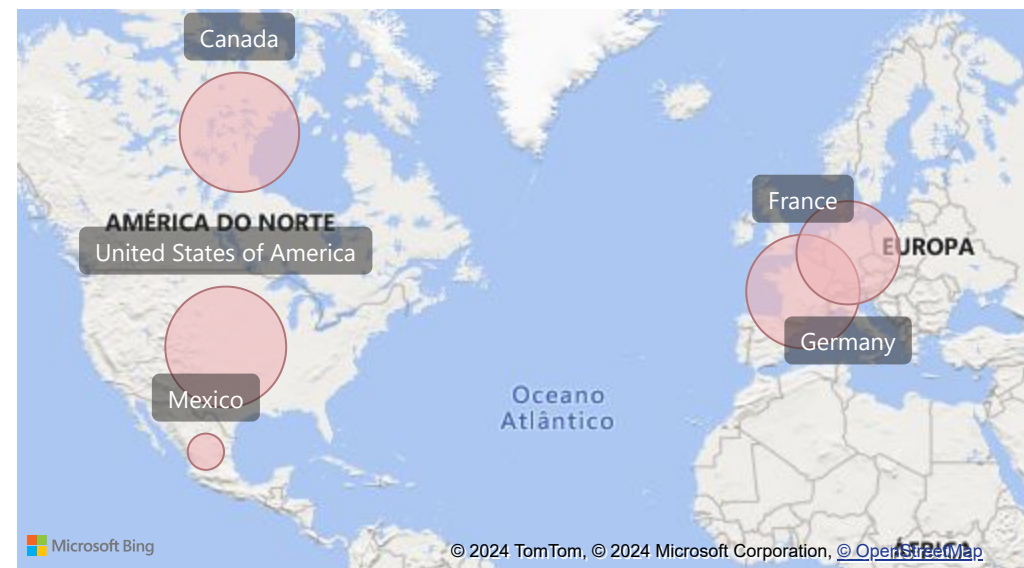 Canada
AMÉRICA DO NORTE
United States of America
Mexico
France
EUROPA
Germany
Oceano
Atlântico
Microsoft Bing
© 2024 TomTom, © 2024 Microsoft Corporation, © OpenStreetMap
ÁFRICA